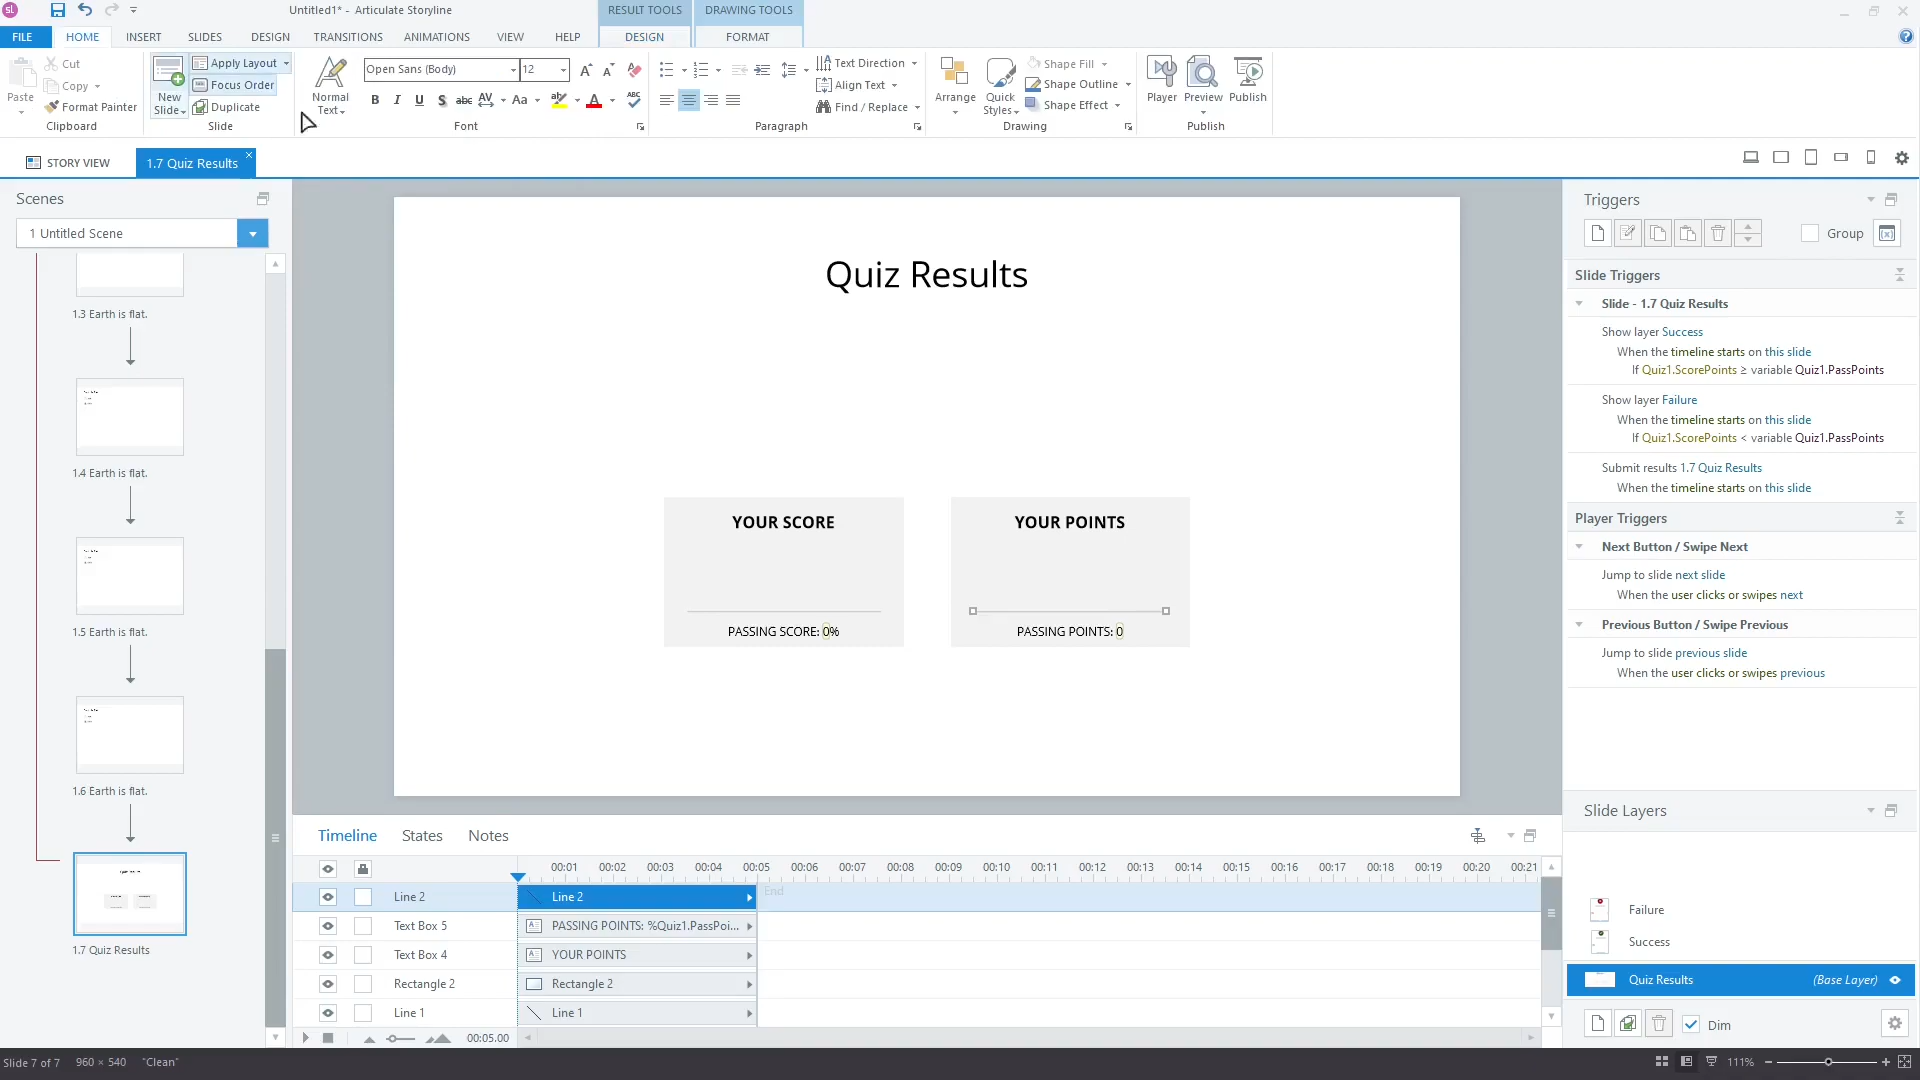 Untitled1* - Articulate Storyline
RESULT TOOLS
DRAWING TOOLS
FILE
HOME
INSERT
SLIDES
DESIGN
TRANSITIONS
ANIMATIONS
VIEW
HELP
DESIGN
FORMAT
Paste
Cut
Copy
Format Painter
Clipboard
New Slide
Apply Layout
Focus Order
Duplicate
Slide
Normal Text
Open Sans (Body)
12
Font
Text Direction
Align Text
Find / Replace
Paragraph
Arrange
Quick Styles
Shape Fill
Shape Outline
Shape Effect
Drawing
Player
Preview
Publish
Publish
STORY VIEW
1.7 Quiz Results
Scenes
1 Untitled Scene
1.3 Earth is flat.
1.4 Earth is flat.
1.5 Earth is flat.
1.6 Earth is flat.
1.7 Quiz Results
Quiz Results
YOUR SCORE
PASSING SCORE: 0%
YOUR POINTS
PASSING POINTS: 0
Timeline
States
Notes
00:01 00:02 00:03 00:04 00:05 00:06 00:07 00:08 00:09 00:10 00:11 00:12 00:13 00:14 00:15 00:16 00:17 00:18 00:19 00:20 00:21
Line 2
Line 2
End
Text Box 5
PASSING POINTS: %Quiz1.PassPoi...
Text Box 4
YOUR POINTS
Rectangle 2
Rectangle 2
Line 1
Line 1
00:05.00
Triggers
Group
Slide Triggers
Slide - 1.7 Quiz Results
Show layer Success
When the timeline starts on this slide
If Quiz1.ScorePoints ≥ variable Quiz1.PassPoints
Show layer Failure
When the timeline starts on this slide
If Quiz1.ScorePoints < variable Quiz1.PassPoints
Submit results 1.7 Quiz Results
When the timeline starts on this slide
Player Triggers
Next Button / Swipe Next
Jump to slide next slide
When the user clicks or swipes next
Previous Button / Swipe Previous
Jump to slide previous slide
When the user clicks or swipes previous
Slide Layers
Failure
Success
Quiz Results
(Base Layer)
Dim
Slide 7 of 7
960 × 540
"Clean"
111%